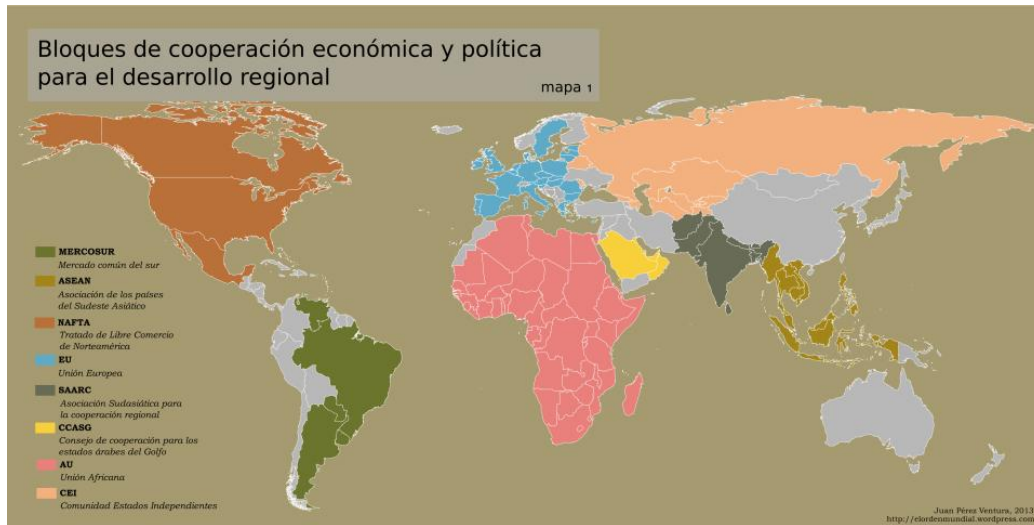 Bloques de cooperación económica y política
para el desarrollo regional
mapa 1
MERCOSUR
Mercado común del sur
ASEAN
Asociación de los países
del Sudeste Asiático
NAFTA
Tratado de Libre Comercio
de Norteamérica
EU
Unión Europea
SAARC
Asociación Sudasiática para
la cooperación regional
CCASG
Consejo de cooperación para los
estados árabes del Golfo
AU
Unión Africana
CEI
Comunidad Estados Independientes
Juan Pérez Ventura, 2013
http://elordenmundial.wordpress.com